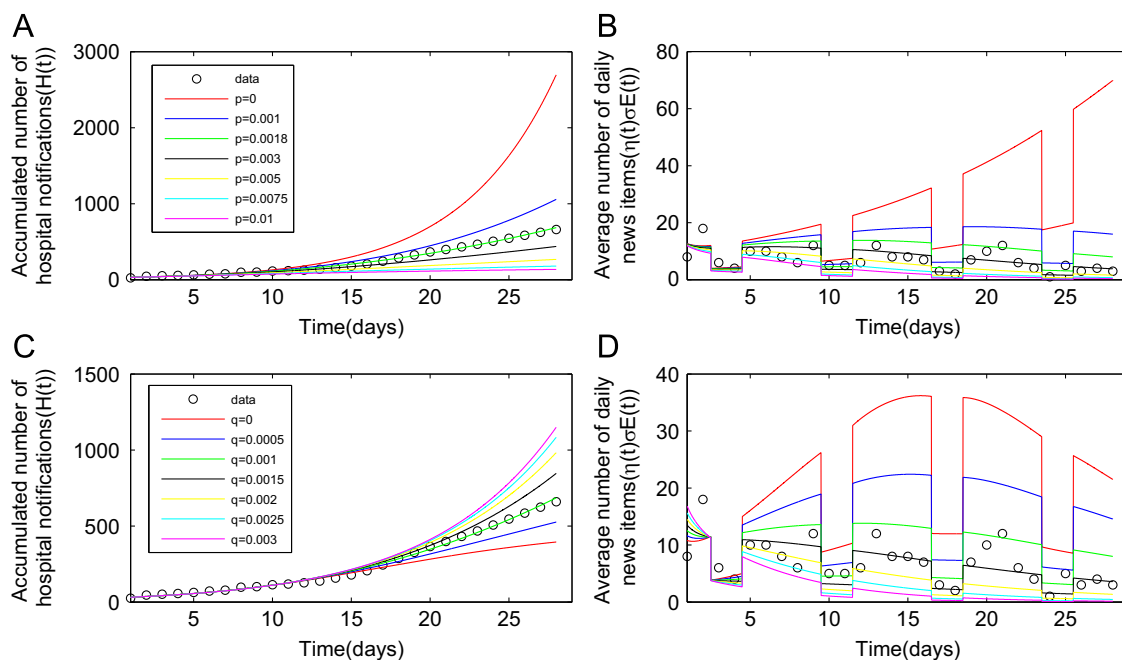 A
Accumulated number of
hospital notifications(H(t))
3000
2000
1000
0
5
10
15
20
25
Time(days)
data
p=0
p=0.001
p=0.0018
p=0.003
p=0.005
p=0.0075
p=0.01
B
Average number of daily
news items(η(t)σE(t))
80
60
40
20
0
5
10
15
20
25
Time(days)
C
Accumulated number of
hospital notifications(H(t))
1500
1000
500
0
5
10
15
20
25
Time(days)
data
q=0
q=0.0005
q=0.001
q=0.0015
q=0.002
q=0.0025
q=0.003
D
Average number of daily
news items(η(t)σE(t))
40
30
20
10
0
5
10
15
20
25
Time(days)